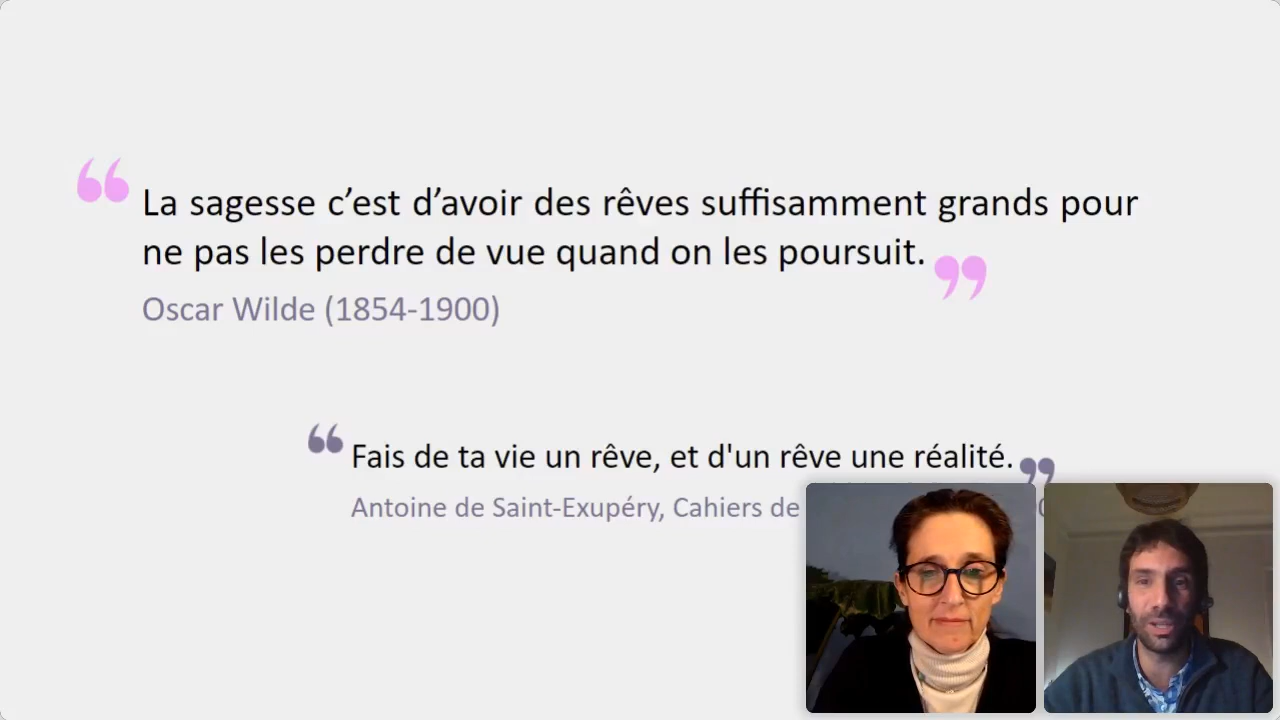 “ La sagesse c’est d’avoir des rêves suffisamment grands pour
ne pas les perdre de vue quand on les poursuit. ”
Oscar Wilde (1854-1900)
“ Fais de ta vie un rêve, et d'un rêve une réalité. ”
Antoine de Saint-Exupéry, Cahiers de